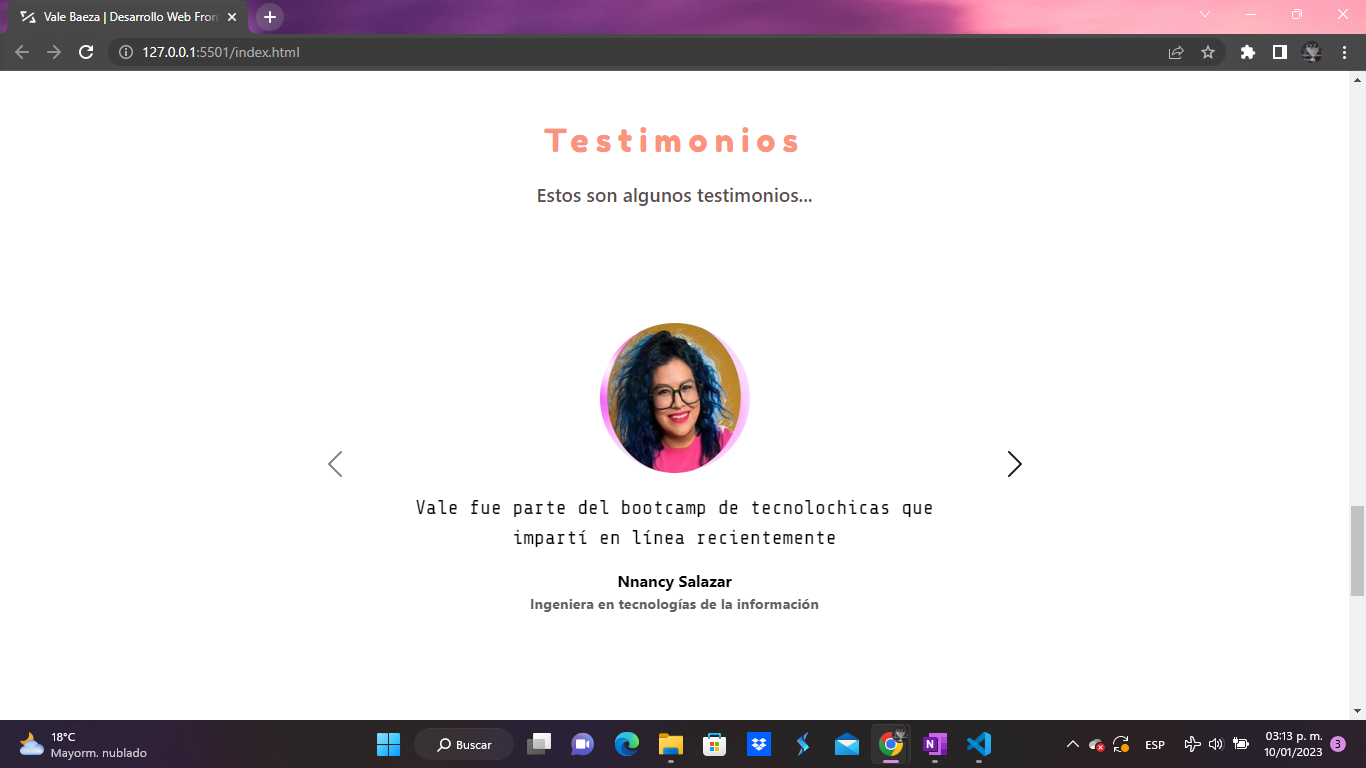 Vale Baeza | Desarrollo Web Fron
127.0.0.1:5501/index.html
Testimonios
Estos son algunos testimonios...
Vale fue parte del bootcamp de tecnolochicas que
impartí en línea recientemente
Nnancy Salazar
Ingeniera en tecnologías de la información
18°C
Mayorm. nublado
Buscar
ESP
03:13 p. m.
10/01/2023
3